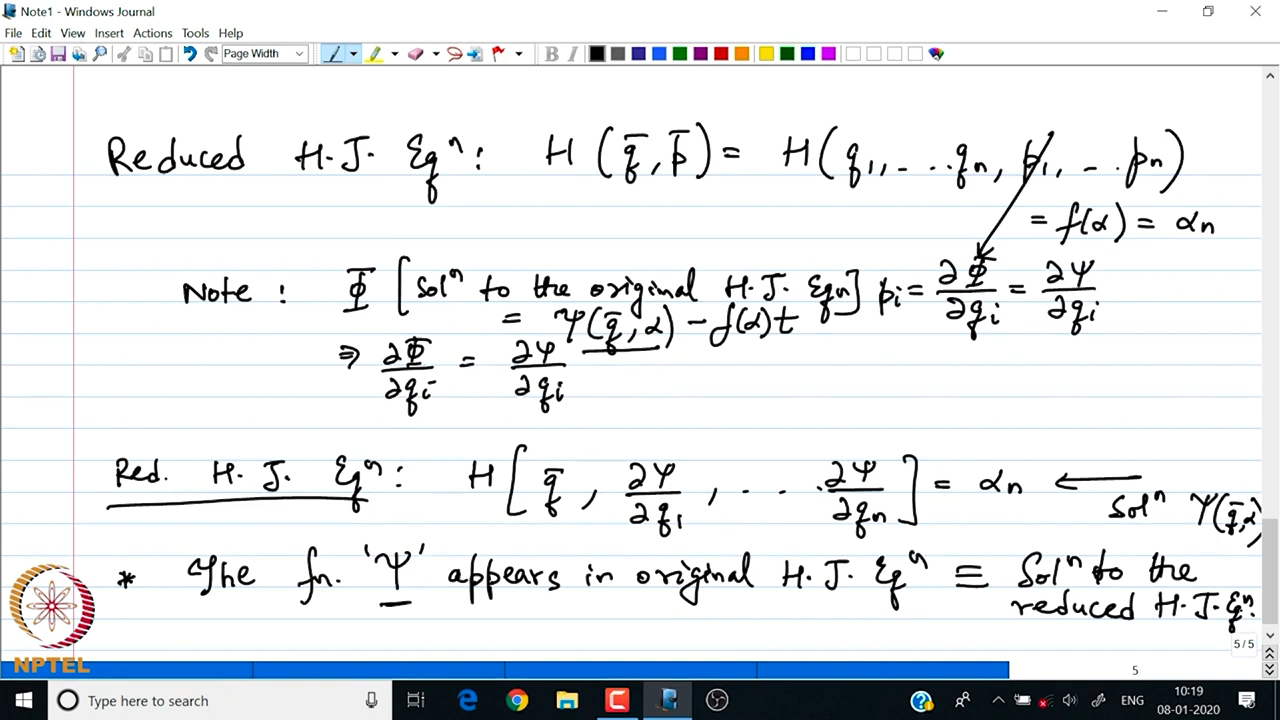 Note1 - Windows Journal
File Edit View Insert Actions Tools Help
Page Width
B I
Reduced H.J. Eqⁿ: H(q̄, p̄) = H(q₁, - ..qₙ, p₁, - ..pₙ)
= f(α) = αₙ
Note : Φ [Solⁿ to the original H.J. Eqn] pᵢ = ∂Φ/∂qᵢ = ∂Ψ/∂qᵢ
= Ψ(q̄, α) - f(α)t
⇒ ∂Φ/∂qᵢ = ∂Ψ/∂qᵢ
Red. H.J. Eqⁿ: H[q̄, ∂Ψ/∂q₁, . . . ∂Ψ/∂qₙ] = αₙ ← Solⁿ Ψ(q̄,α)
* The fn. 'Ψ' appears in original H.J. Eqⁿ ≡ Solⁿ to the
reduced H.J. Eqⁿ.
NPTEL
5/5
5
Type here to search
ENG
10:19
08-01-2020